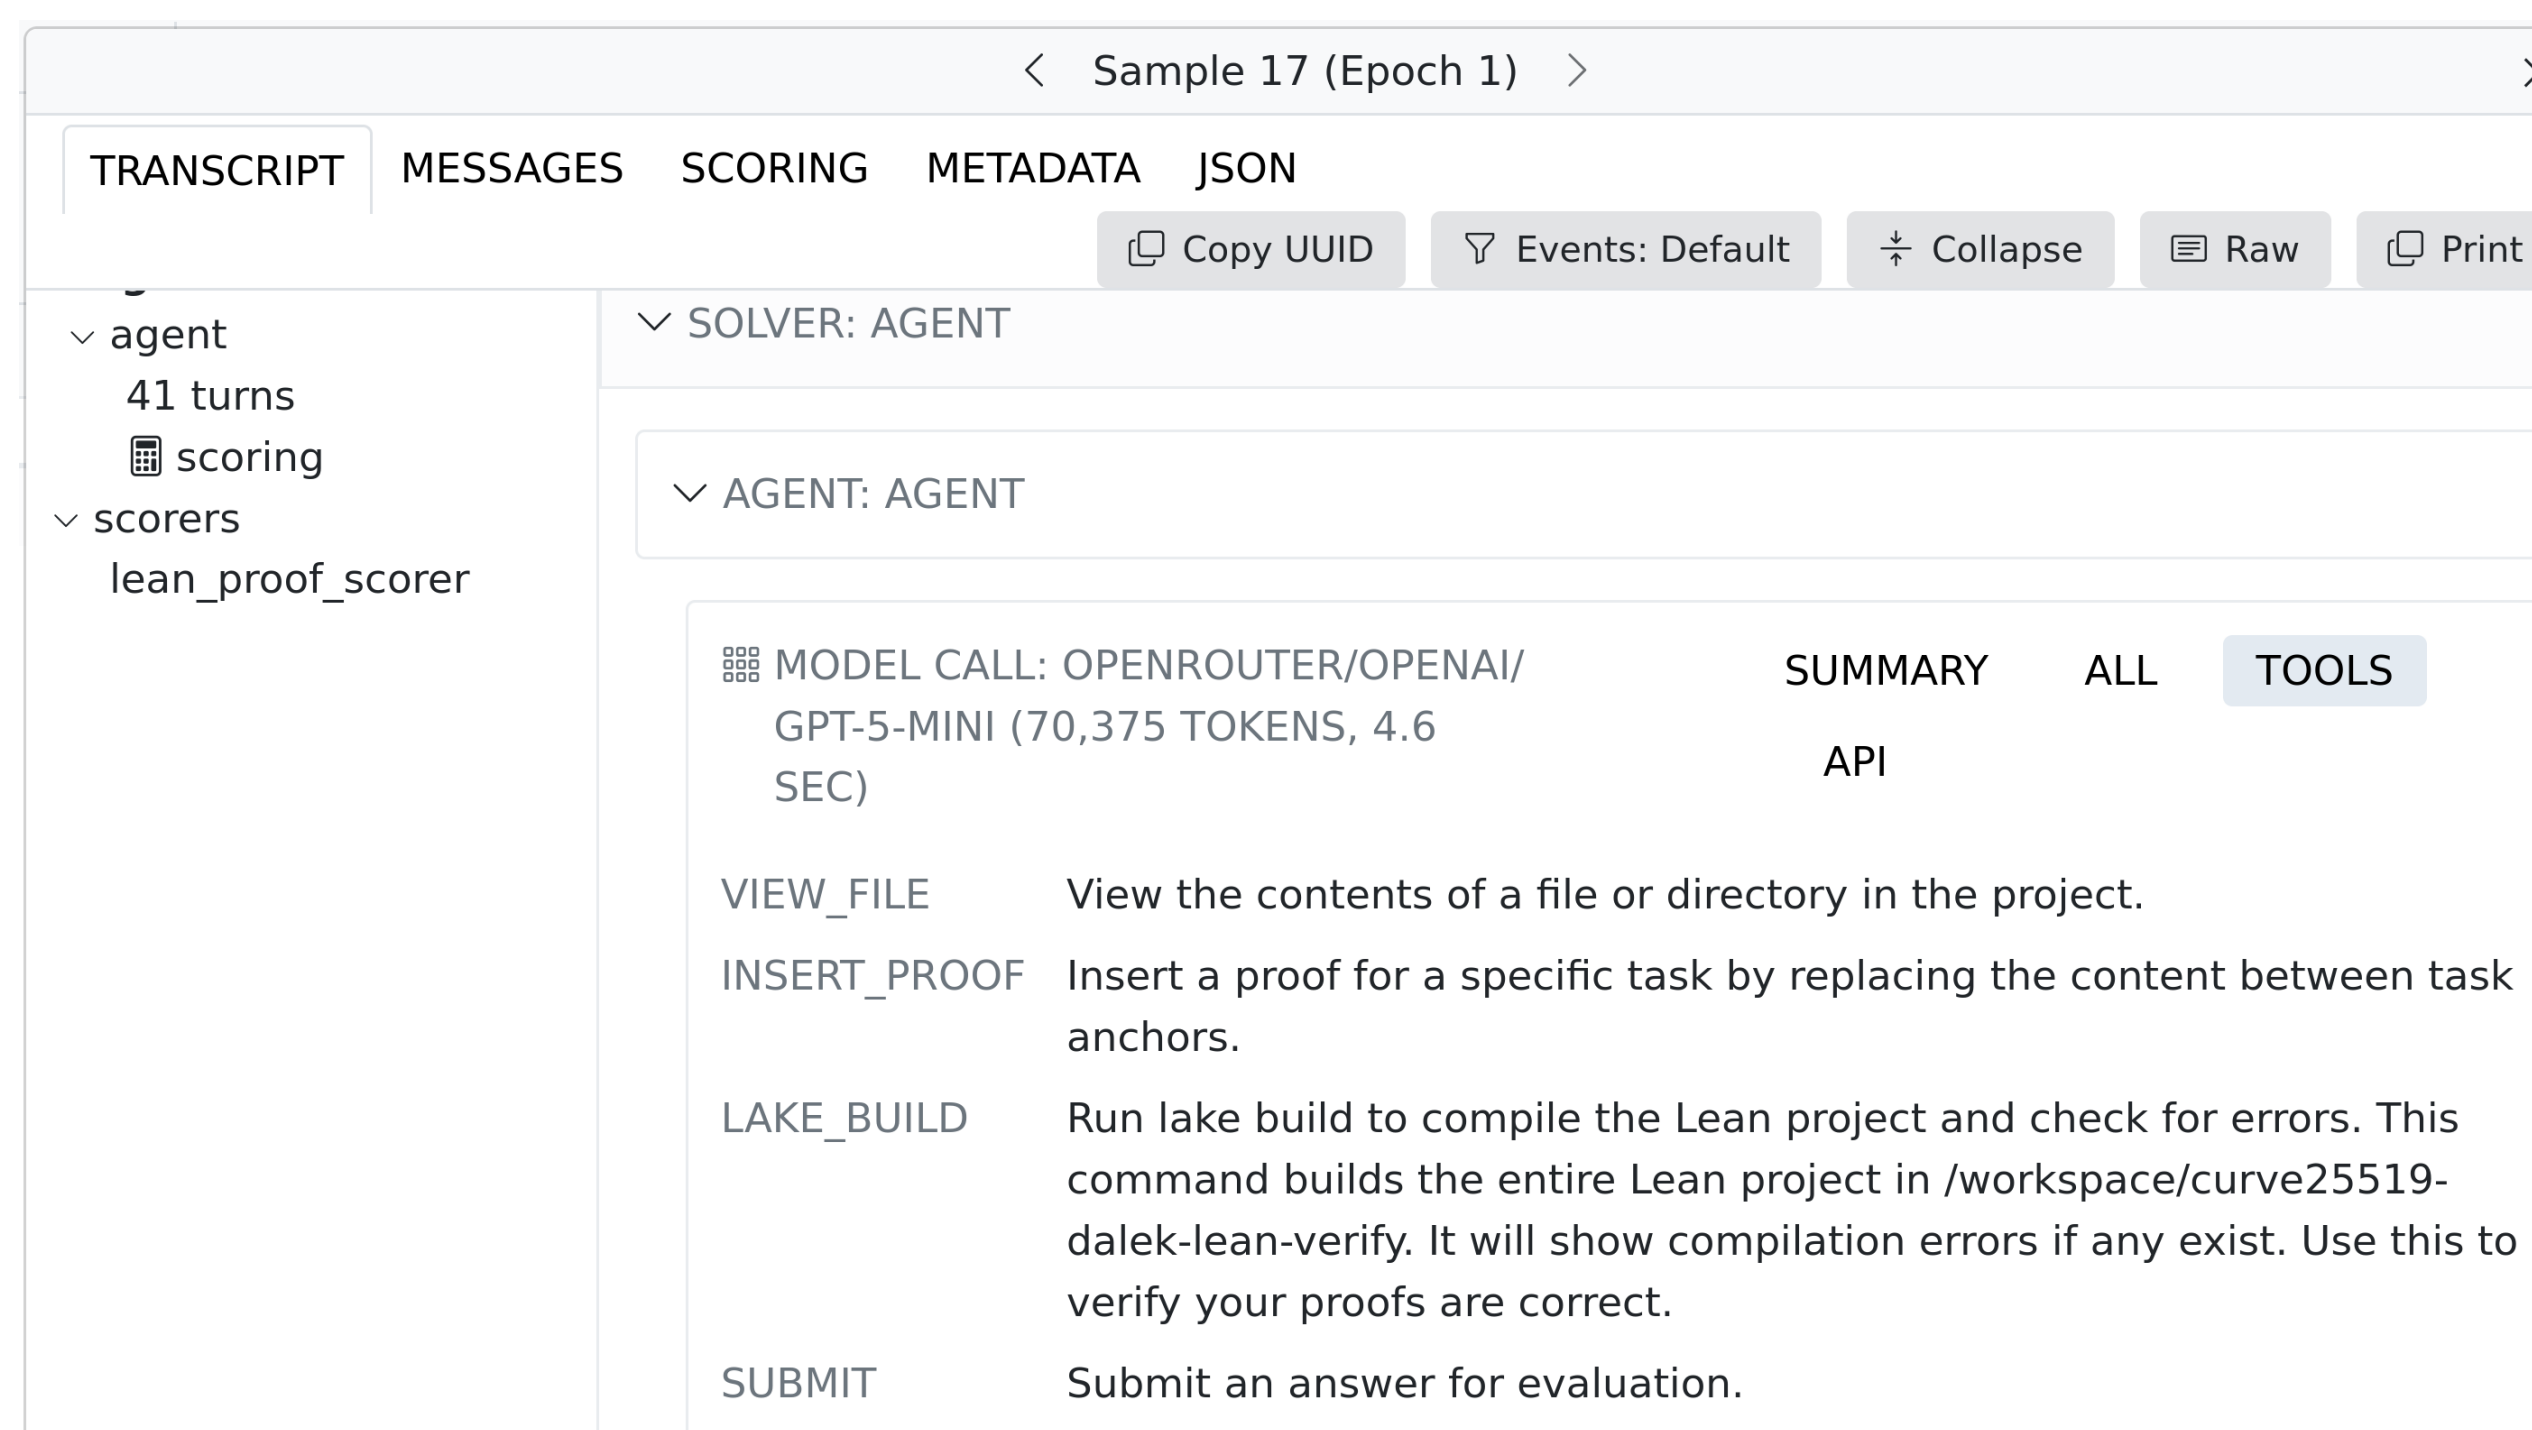 Sample 17 (Epoch 1)
TRANSCRIPT MESSAGES SCORING METADATA JSON
Copy UUID Events: Default Collapse Raw Print
agent
41 turns
scoring
scorers
lean_proof_scorer
SOLVER: AGENT
AGENT: AGENT
MODEL CALL: OPENROUTER/OPENAI/
GPT-5-MINI (70,375 TOKENS, 4.6
SEC)
SUMMARY ALL TOOLS
API
VIEW_FILE View the contents of a file or directory in the project.
INSERT_PROOF Insert a proof for a specific task by replacing the content between task
anchors.
LAKE_BUILD Run lake build to compile the Lean project and check for errors. This
command builds the entire Lean project in /workspace/curve25519-
dalek-lean-verify. It will show compilation errors if any exist. Use this to
verify your proofs are correct.
SUBMIT Submit an answer for evaluation.